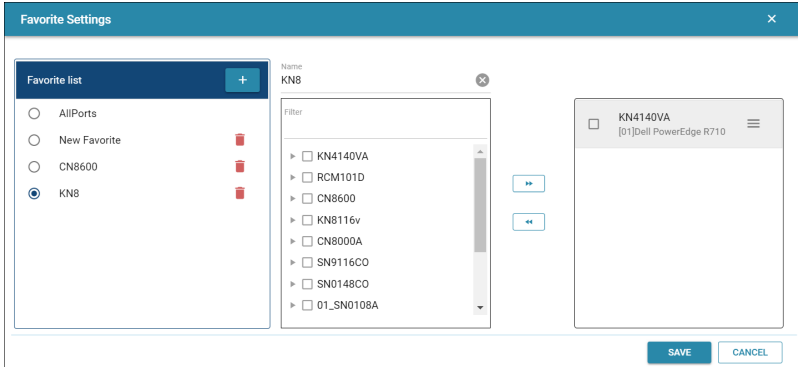 Favorite Settings
Favorite list
AllPorts
New Favorite
CN8600
KN8
Name
KN8
Filter
KN4140VA
RCM101D
CN8600
KN8116v
CN8000A
SN9116CO
SN0148CO
01_SN0108A
KN4140VA
[01]Dell PowerEdge R710
SAVE
CANCEL